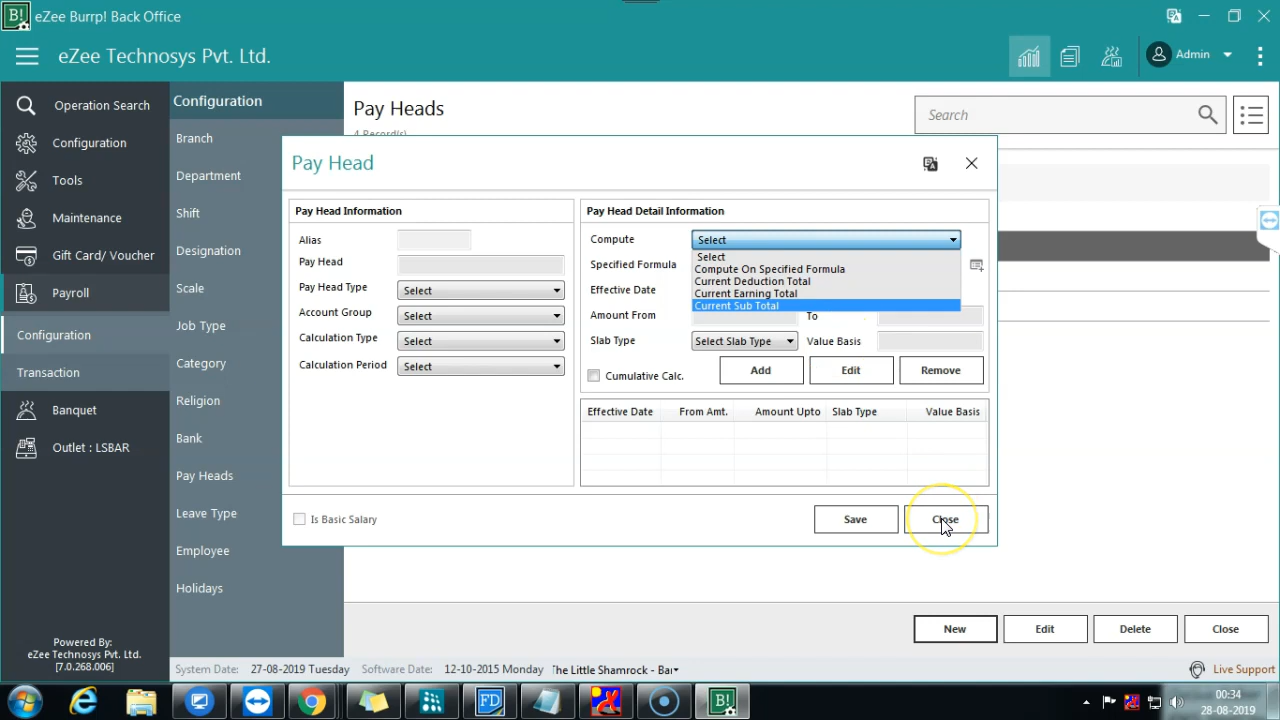 B! eZee Burrp! Back Office
eZee Technosys Pvt. Ltd.
Admin
Operation Search
Configuration
Tools
Maintenance
Gift Card/ Voucher
Payroll
Configuration
Transaction
Banquet
Outlet : LSBAR
Powered By:
eZee Technosys Pvt. Ltd.
[7.0.268.006]
Configuration
Branch
Department
Shift
Designation
Scale
Job Type
Category
Religion
Bank
Pay Heads
Leave Type
Employee
Holidays
Pay Heads
4 Record(s)
Search
Pay Head
Pay Head Information
Alias
Pay Head
Pay Head Type Select
Account Group Select
Calculation Type Select
Calculation Period Select
Pay Head Detail Information
Compute Select
Select
Compute On Specified Formula
Current Deduction Total
Current Earning Total
Current Sub Total
Specified Formula
Effective Date
Amount From To
Slab Type Select Slab Type Value Basis
Cumulative Calc. Add Edit Remove
Effective Date From Amt. Amount Upto Slab Type Value Basis
Is Basic Salary Save Close
New Edit Delete Close
System Date: 27-08-2019 Tuesday Software Date: 12-10-2015 Monday
Live Support
FD
B!
00:34
28-08-2019